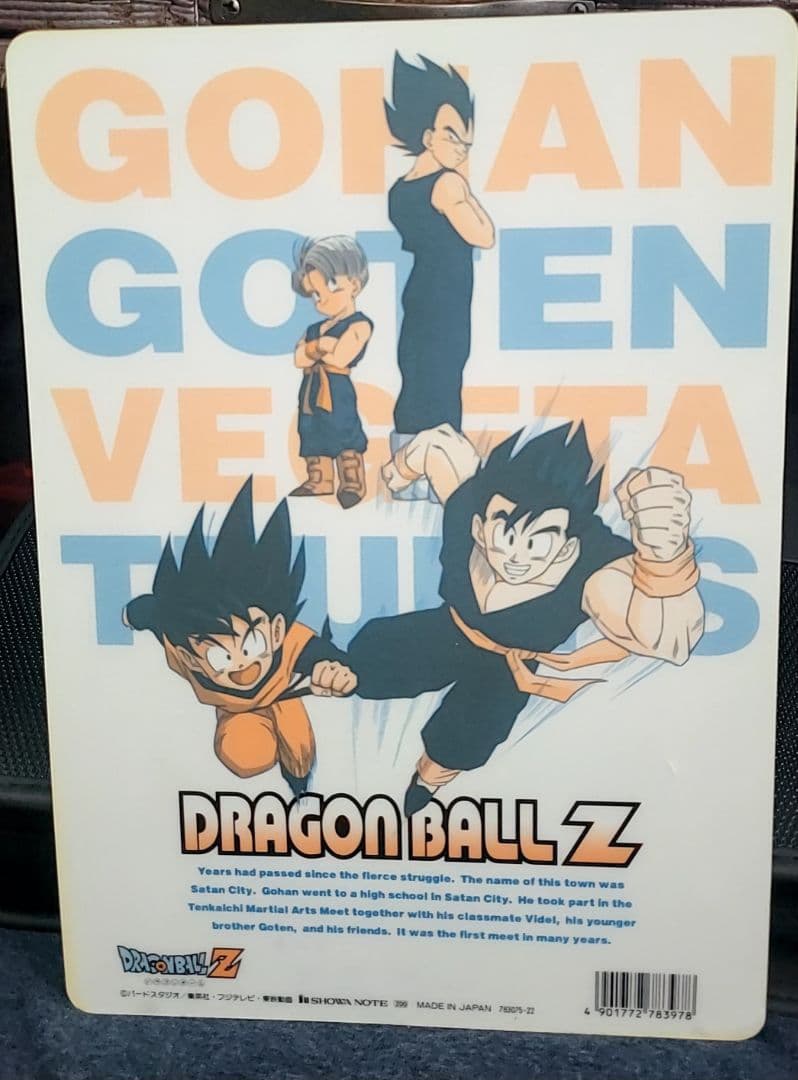 GOHAN
GOTEN
VEGETA
TRUNKS
DRAGON BALL Z
Years had passed since the fierce struggle. The name of this town was
Satan City. Gohan went to a high school in Satan City. He took part in the
Tenkaichi Martial Arts Meet together with his classmate Videl, his younger
brother Goten, and his friends. It was the first meet in many years.
DRAGON BALL Z
©バードスタジオ/集英社・フジテレビ・東映動画 SHOWA NOTE 200 MADE IN JAPAN 783075-22
4 901772 783978